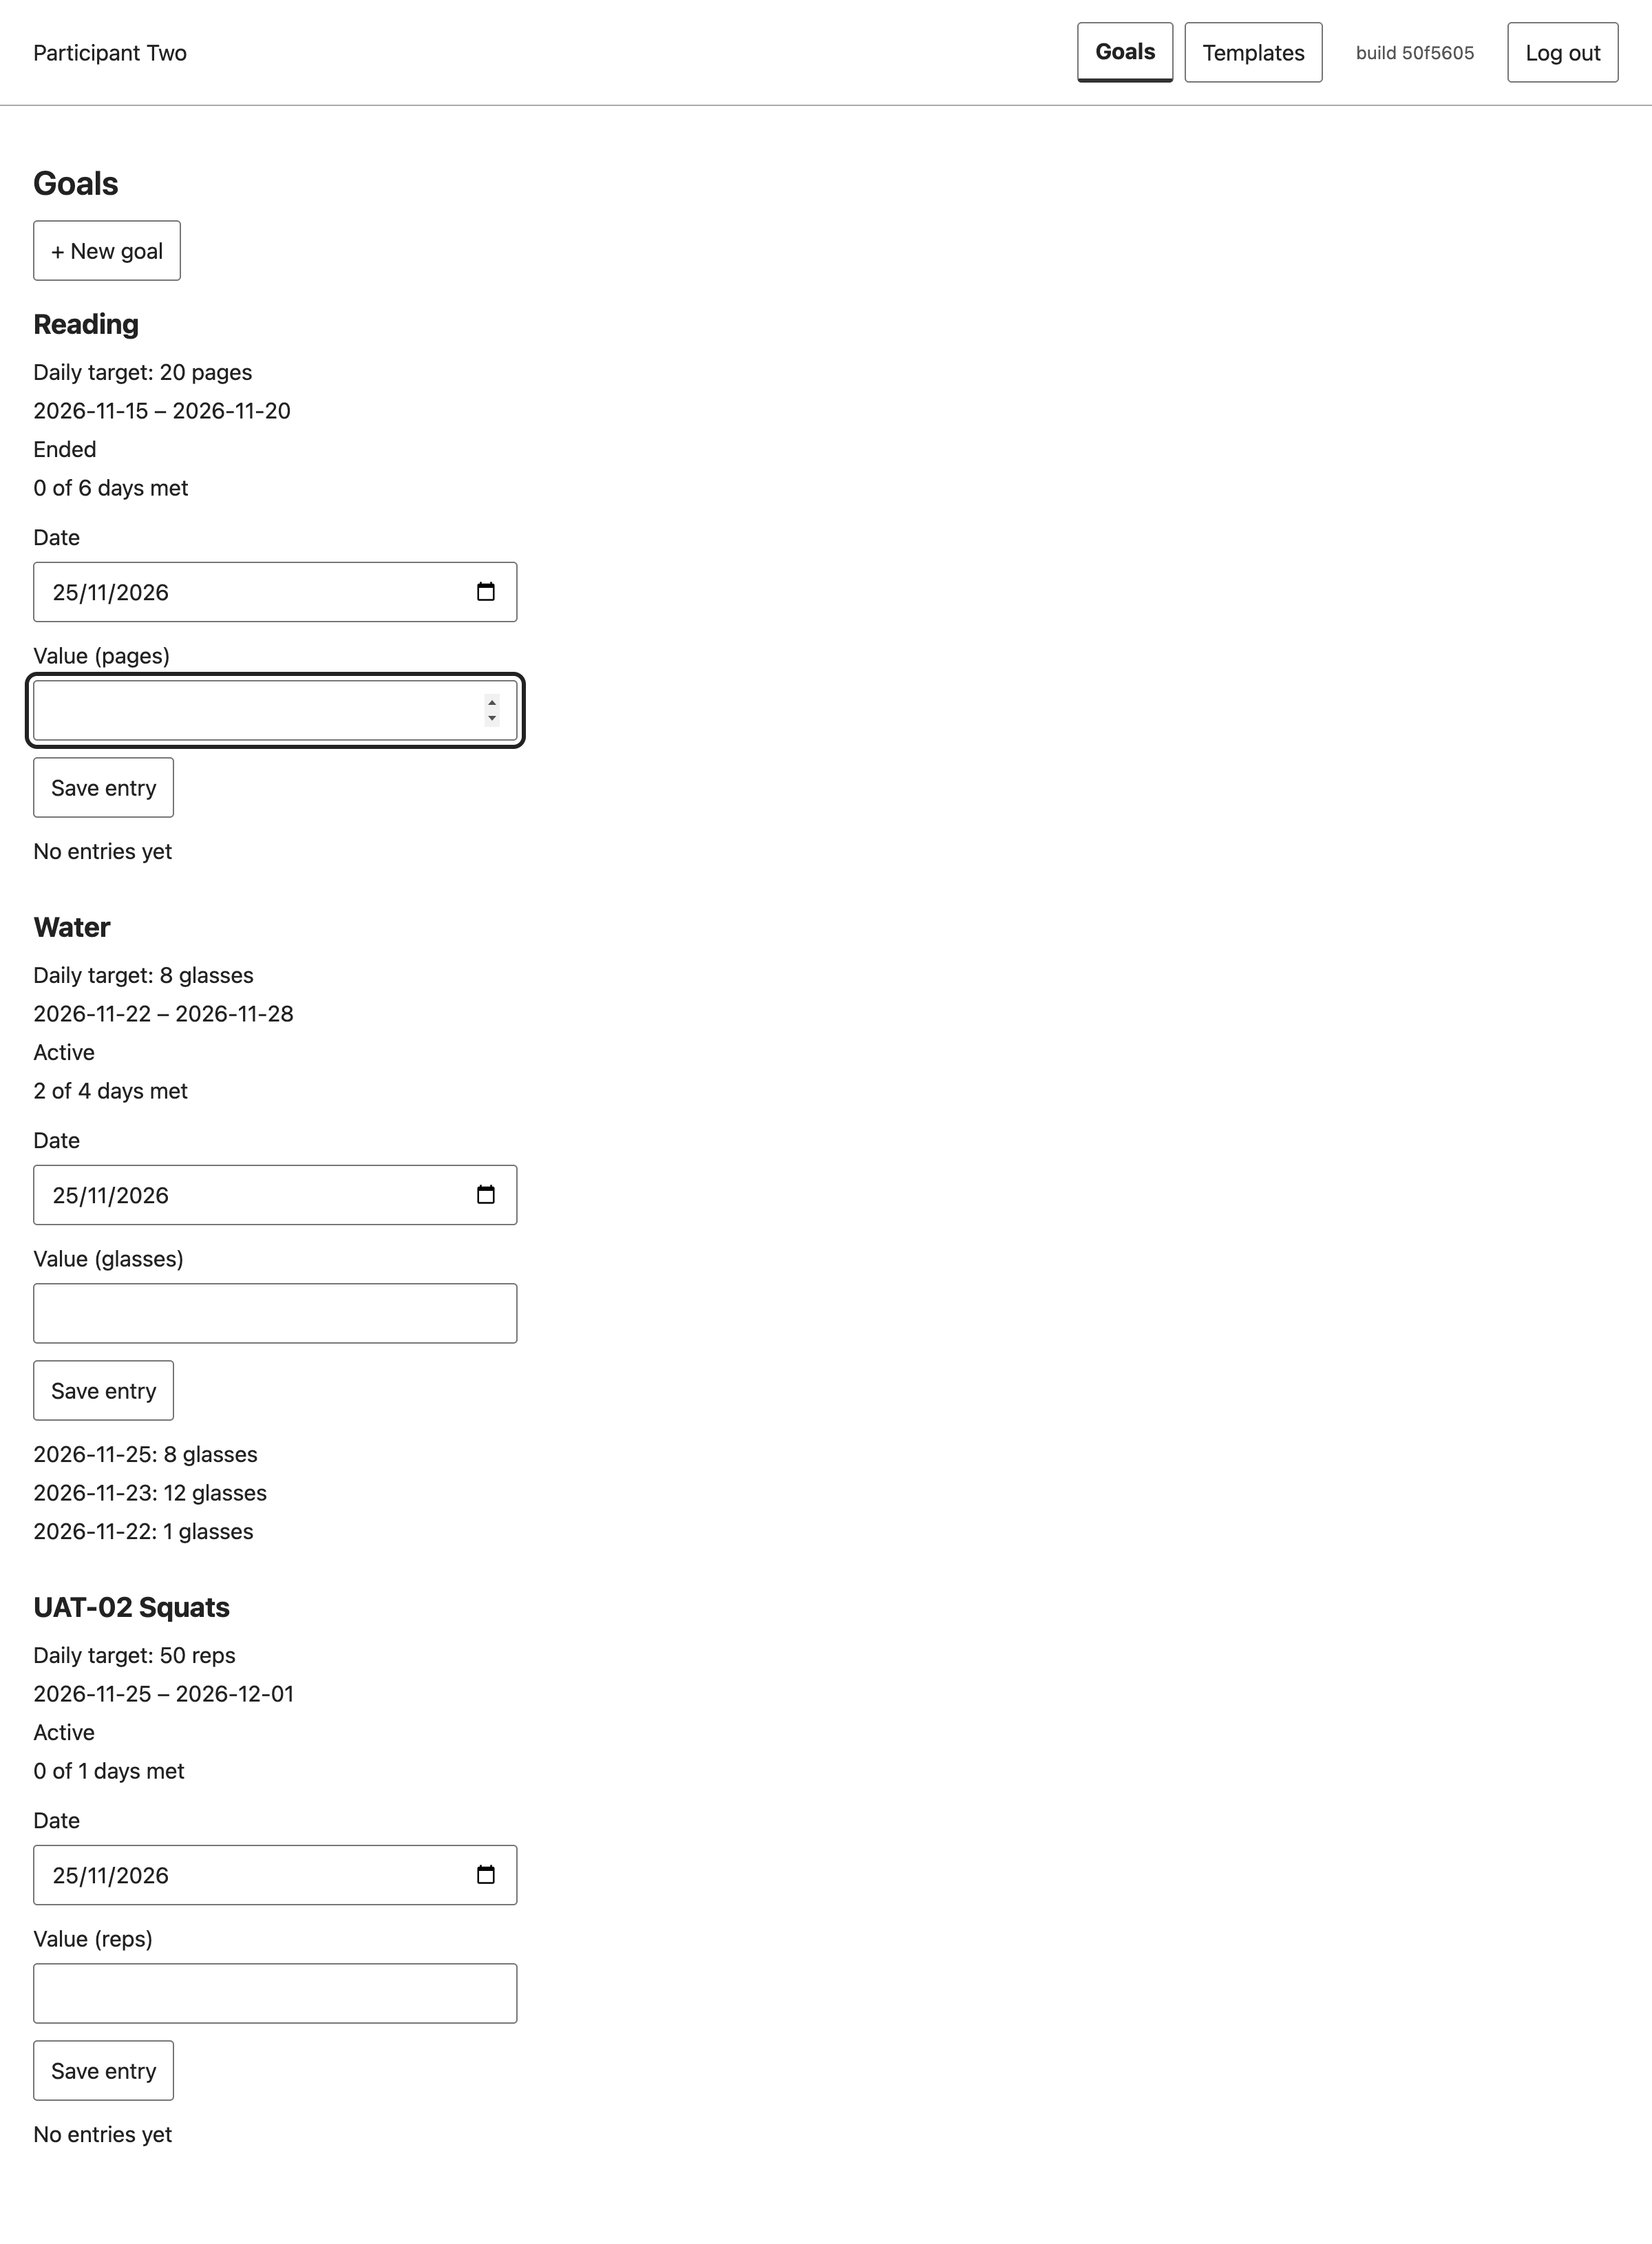 Participant Two
Goals
Templates
build 50f5605
Log out
Goals
+ New goal
Reading
Daily target: 20 pages
2026-11-15 – 2026-11-20
Ended
0 of 6 days met
Date
25/11/2026
Value (pages)
Save entry
No entries yet
Water
Daily target: 8 glasses
2026-11-22 – 2026-11-28
Active
2 of 4 days met
Date
25/11/2026
Value (glasses)
Save entry
2026-11-25: 8 glasses
2026-11-23: 12 glasses
2026-11-22: 1 glasses
UAT-02 Squats
Daily target: 50 reps
2026-11-25 – 2026-12-01
Active
0 of 1 days met
Date
25/11/2026
Value (reps)
Save entry
No entries yet